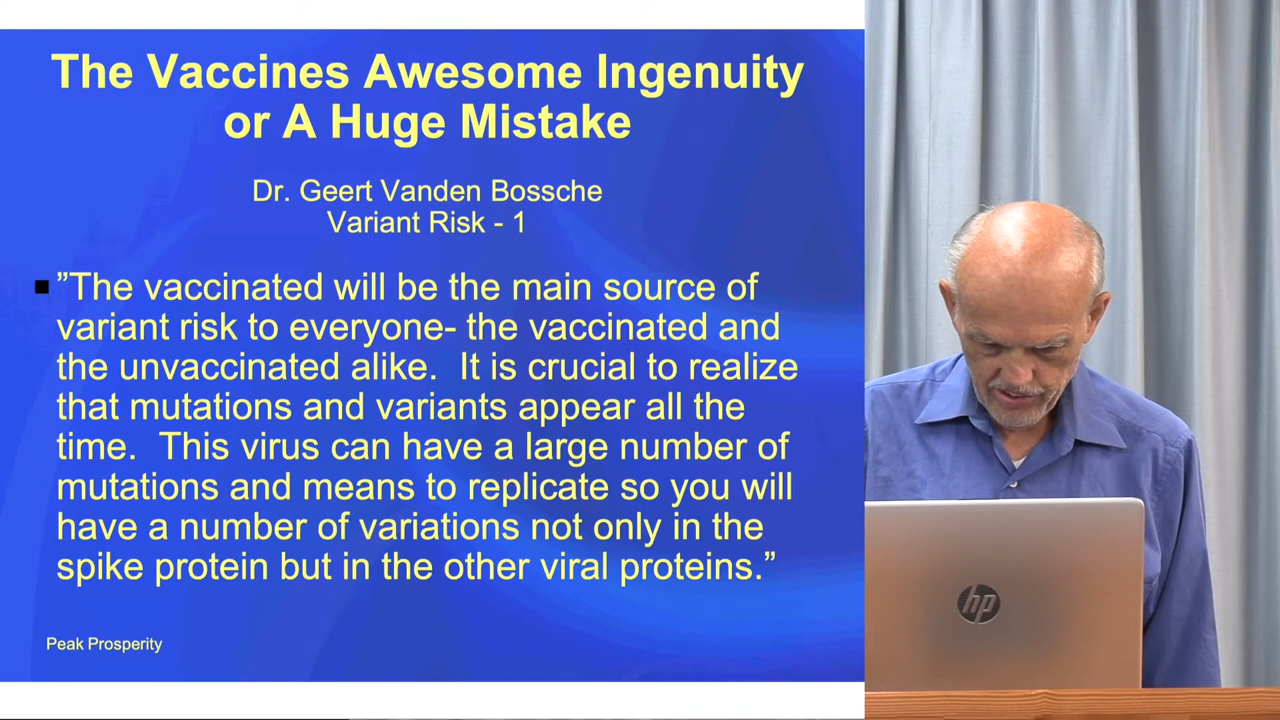 The Vaccines Awesome Ingenuity
or A Huge Mistake
Dr. Geert Vanden Bossche
Variant Risk - 1
”The vaccinated will be the main source of
variant risk to everyone- the vaccinated and
the unvaccinated alike.  It is crucial to realize
that mutations and variants appear all the
time.  This virus can have a large number of
mutations and means to replicate so you will
have a number of variations not only in the
spike protein but in the other viral proteins.”
Peak Prosperity
hp